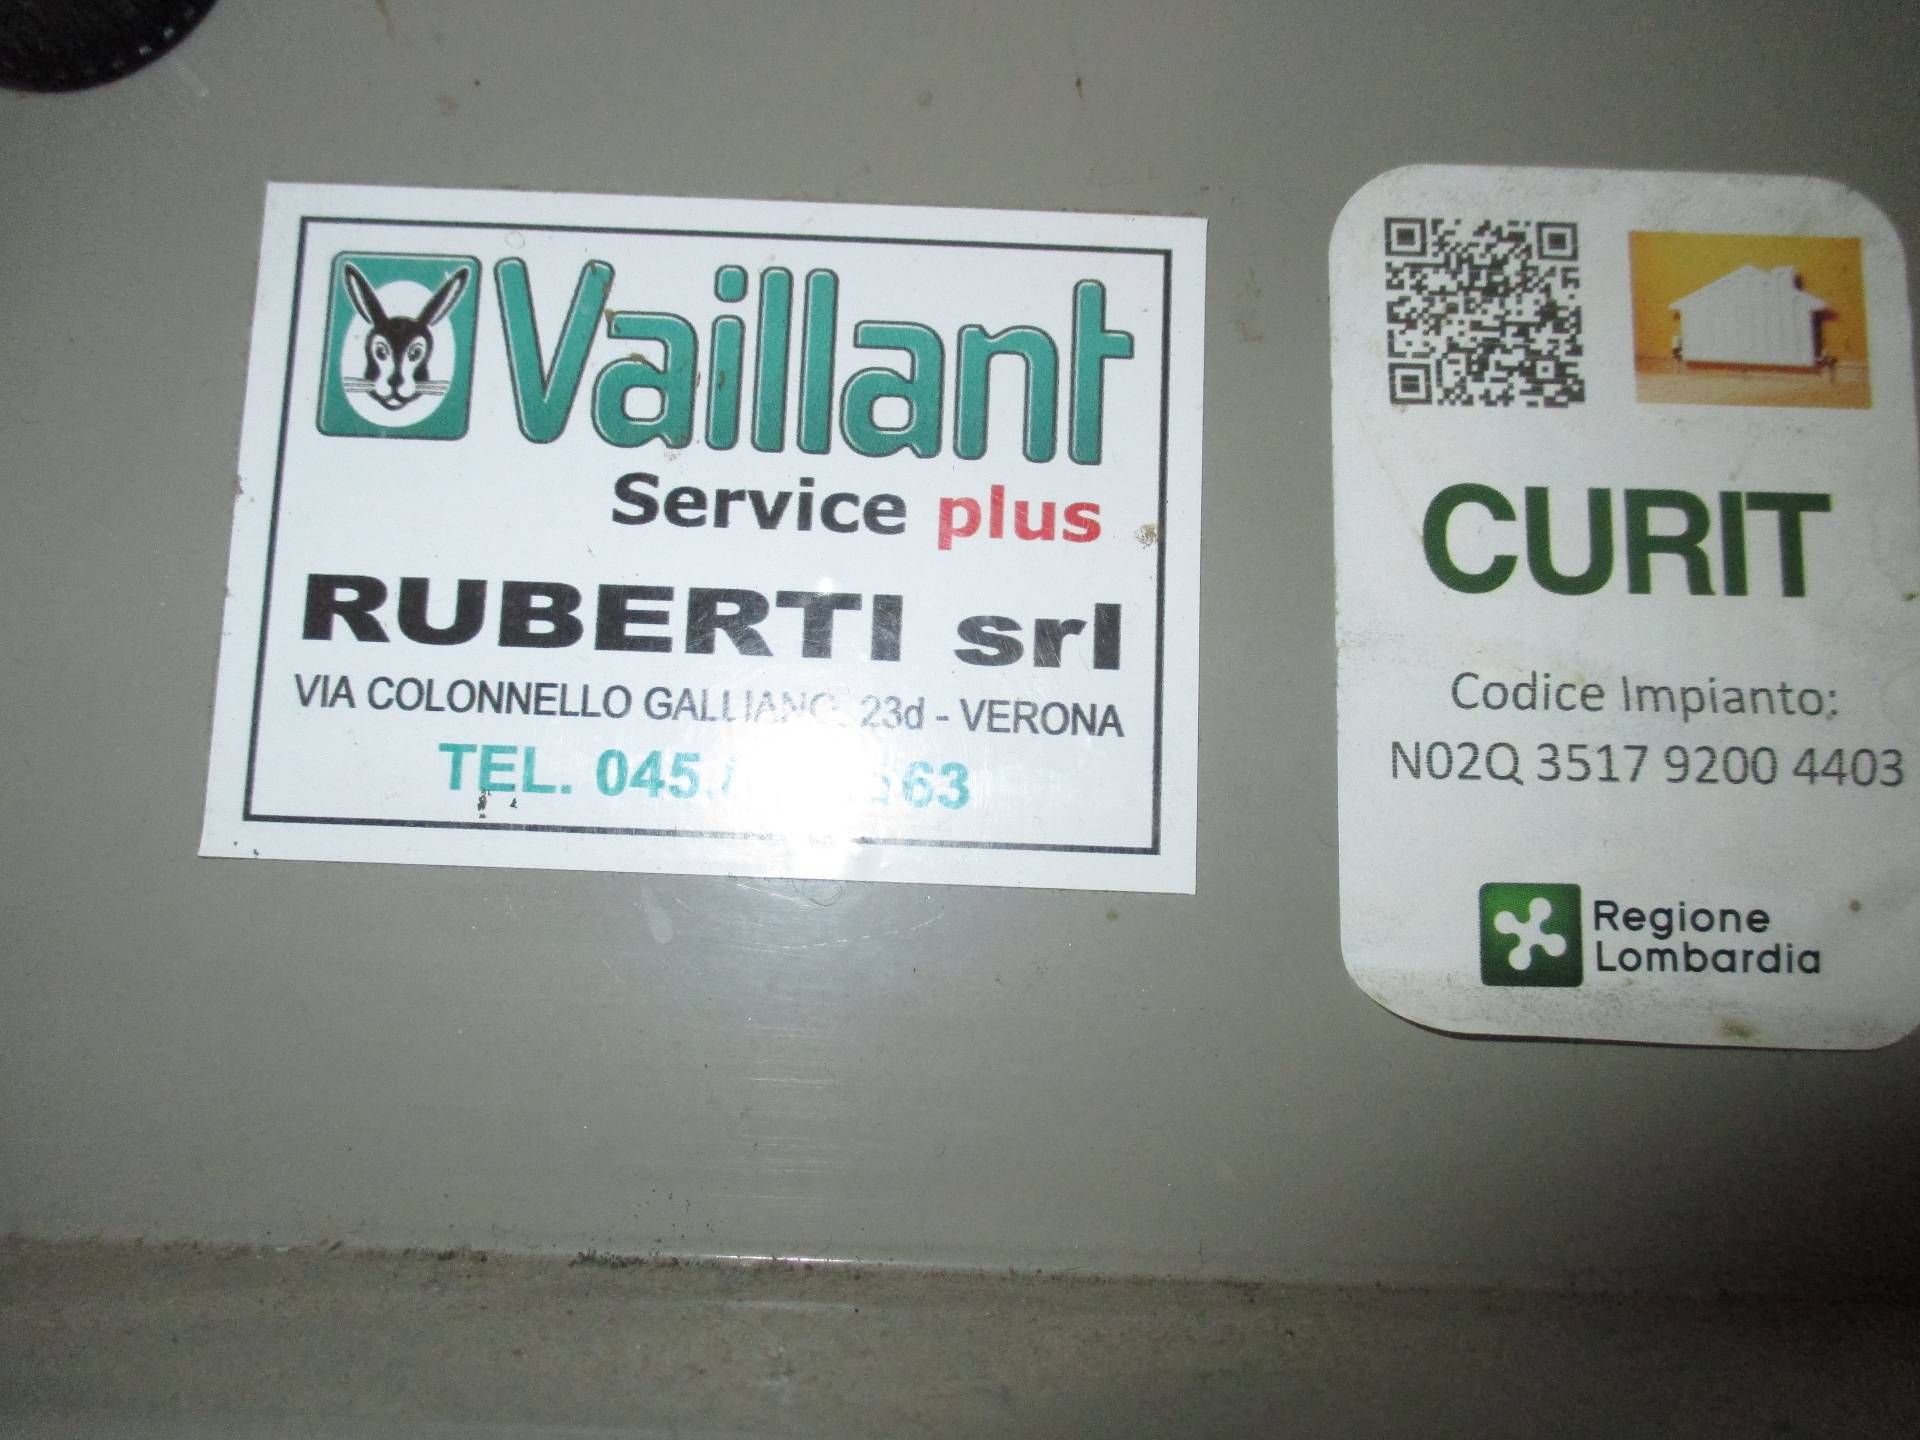 Vaillant
Service plus
RUBERTI srl
VIA COLONNELLO GALLIANO, 23d - VERONA
TEL.
CURIT
Codice Impianto:
N02Q 3517 9200 4403
Regione
Lombardia